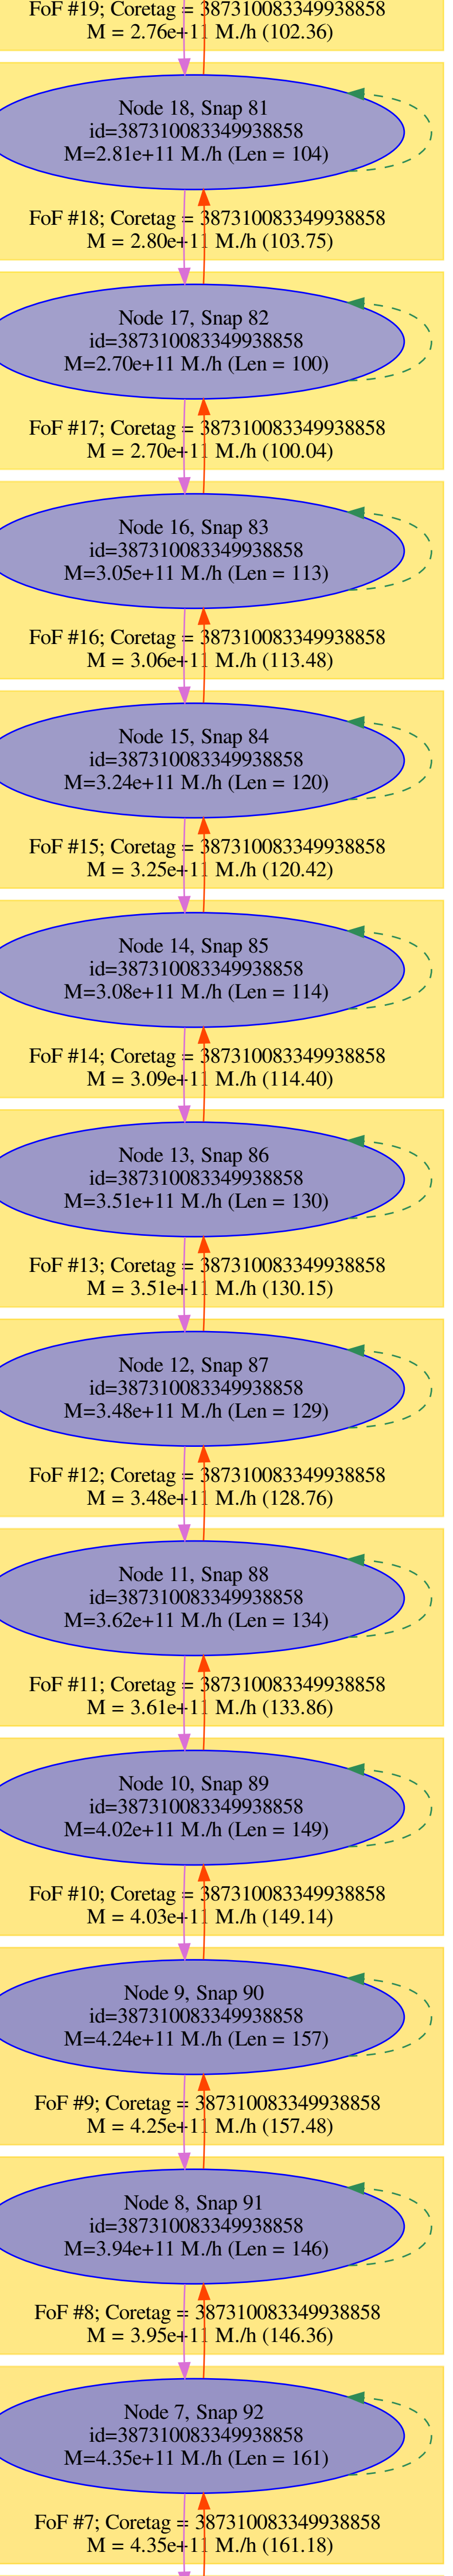 FoF #19; Coretag = 387310083349938858
M = 2.76e+11 M./h (102.36)
Node 18, Snap 81
id=387310083349938858
M=2.81e+11 M./h (Len = 104)
FoF #18; Coretag = 387310083349938858
M = 2.80e+11 M./h (103.75)
Node 17, Snap 82
id=387310083349938858
M=2.70e+11 M./h (Len = 100)
FoF #17; Coretag = 387310083349938858
M = 2.70e+11 M./h (100.04)
Node 16, Snap 83
id=387310083349938858
M=3.05e+11 M./h (Len = 113)
FoF #16; Coretag = 387310083349938858
M = 3.06e+11 M./h (113.48)
Node 15, Snap 84
id=387310083349938858
M=3.24e+11 M./h (Len = 120)
FoF #15; Coretag = 387310083349938858
M = 3.25e+11 M./h (120.42)
Node 14, Snap 85
id=387310083349938858
M=3.08e+11 M./h (Len = 114)
FoF #14; Coretag = 387310083349938858
M = 3.09e+11 M./h (114.40)
Node 13, Snap 86
id=387310083349938858
M=3.51e+11 M./h (Len = 130)
FoF #13; Coretag = 387310083349938858
M = 3.51e+11 M./h (130.15)
Node 12, Snap 87
id=387310083349938858
M=3.48e+11 M./h (Len = 129)
FoF #12; Coretag = 387310083349938858
M = 3.48e+11 M./h (128.76)
Node 11, Snap 88
id=387310083349938858
M=3.62e+11 M./h (Len = 134)
FoF #11; Coretag = 387310083349938858
M = 3.61e+11 M./h (133.86)
Node 10, Snap 89
id=387310083349938858
M=4.02e+11 M./h (Len = 149)
FoF #10; Coretag = 387310083349938858
M = 4.03e+11 M./h (149.14)
Node 9, Snap 90
id=387310083349938858
M=4.24e+11 M./h (Len = 157)
FoF #9; Coretag = 387310083349938858
M = 4.25e+11 M./h (157.48)
Node 8, Snap 91
id=387310083349938858
M=3.94e+11 M./h (Len = 146)
FoF #8; Coretag = 387310083349938858
M = 3.95e+11 M./h (146.36)
Node 7, Snap 92
id=387310083349938858
M=4.35e+11 M./h (Len = 161)
FoF #7; Coretag = 387310083349938858
M = 4.35e+11 M./h (161.18)